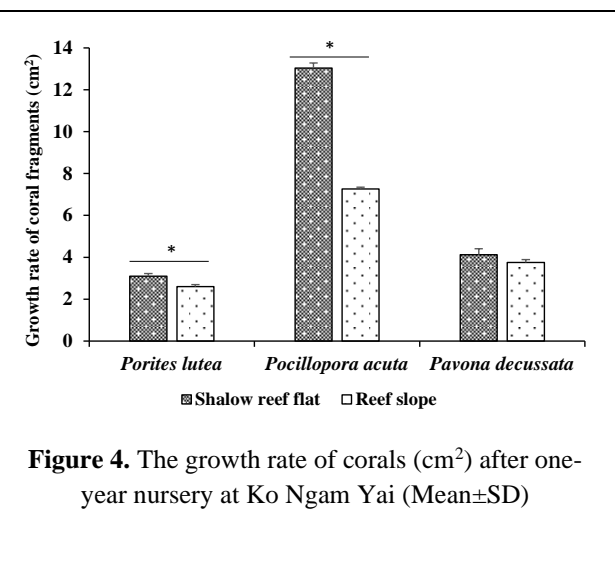 14
12
10
8
6
4
2
0
Growth rate of coral fragments (cm²)
*
*
Porites lutea Pocillopora acuta Pavona decussata
Shalow reef flat Reef slope
Figure 4. The growth rate of corals (cm²) after one-
year nursery at Ko Ngam Yai (Mean±SD)